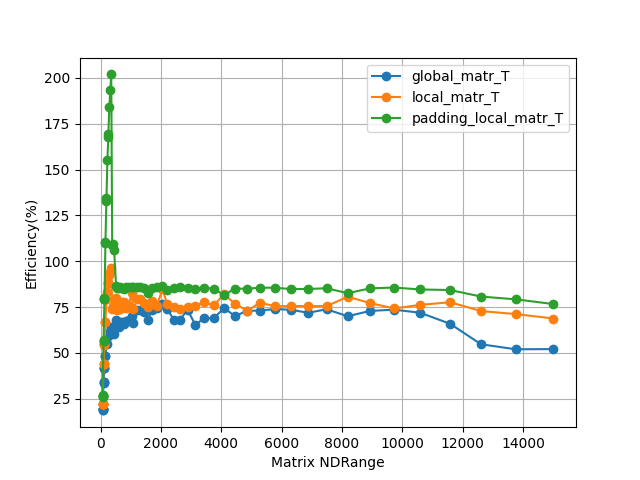 global_matr_T
local_matr_T
padding_local_matr_T
Efficiency(%)
200
175
150
125
100
75
50
25
0 2000 4000 6000 8000 10000 12000 14000
Matrix NDRange